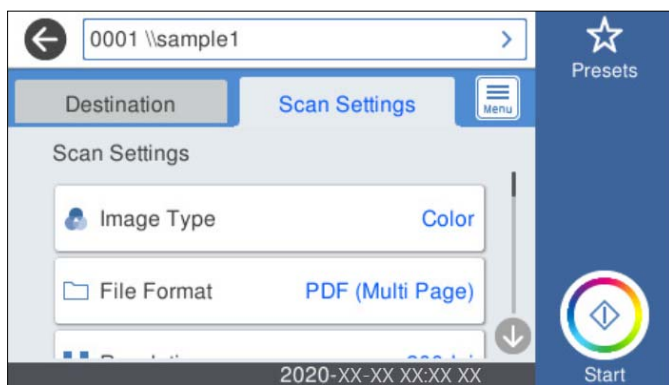 0001 \\sample1
Presets
Destination
Scan Settings
Menu
Scan Settings
Image Type
Color
File Format
PDF (Multi Page)
2020-XX-XX XX:XX XX
Start